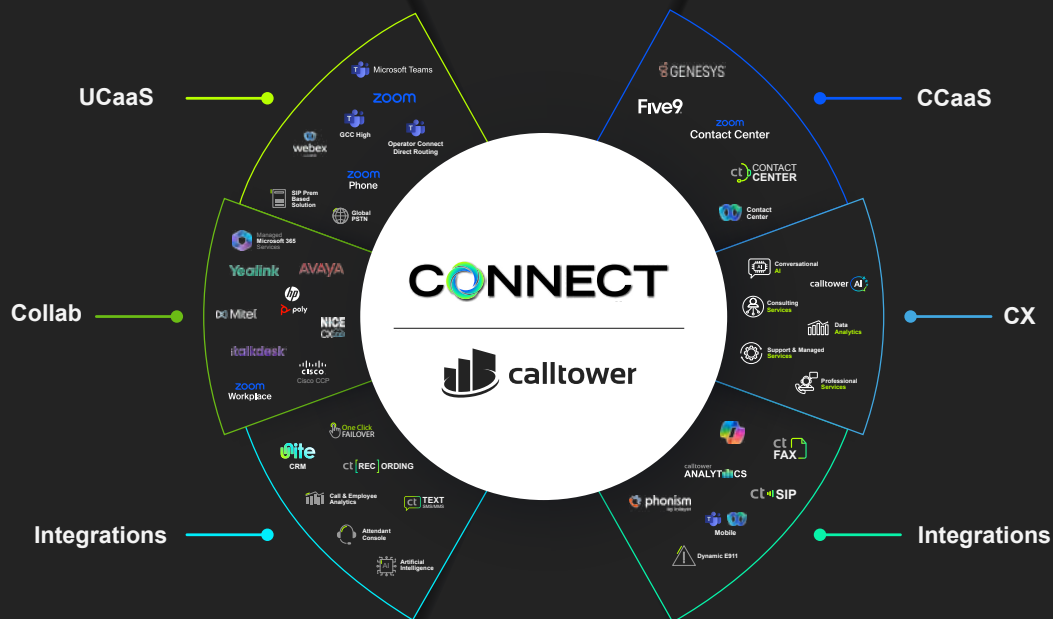 UCaaS
Microsoft Teams
zoom
GCC High
Operator Connect
Direct Routing
webex
zoom
Phone
SIP Prem
Based
Solution
Global
PSTN
CCaaS
GENESYS
Five9
zoom
Contact Center
ct CONTACT
CENTER
Contact
Center
Collab
Managed
Microsoft 365
Services
Yealink
AVAYA
hp
poly
Mitel
NICE
talkdesk
cisco
Cisco CCP
zoom
Workplace
CONNECT
calltower
CX
Conversational
AI
calltower AI
Consulting
Services
Data
Analytics
Support & Managed
Services
Professional
Services
Integrations
One Click
FAILOVER
Unite
CRM
ct [REC] ORDING
Call & Employee
Analytics
ct TEXT
SMS/MMS
Attendant
Console
AI
Artificial
Intelligence
Integrations
ct
FAX
calltower
ANALYTICS
ct SIP
phonism
Mobile
Dynamic E911